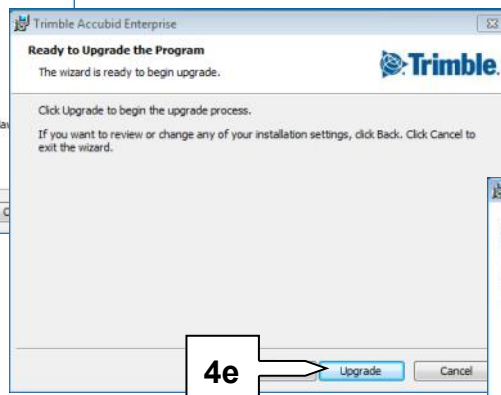 Trimble Accubid Enterprise
Ready to Upgrade the Program
The wizard is ready to begin upgrade.
Trimble.
Click Upgrade to begin the upgrade process.
If you want to review or change any of your installation settings, click Back. Click Cancel to
exit the wizard.
4e
Upgrade
Cancel